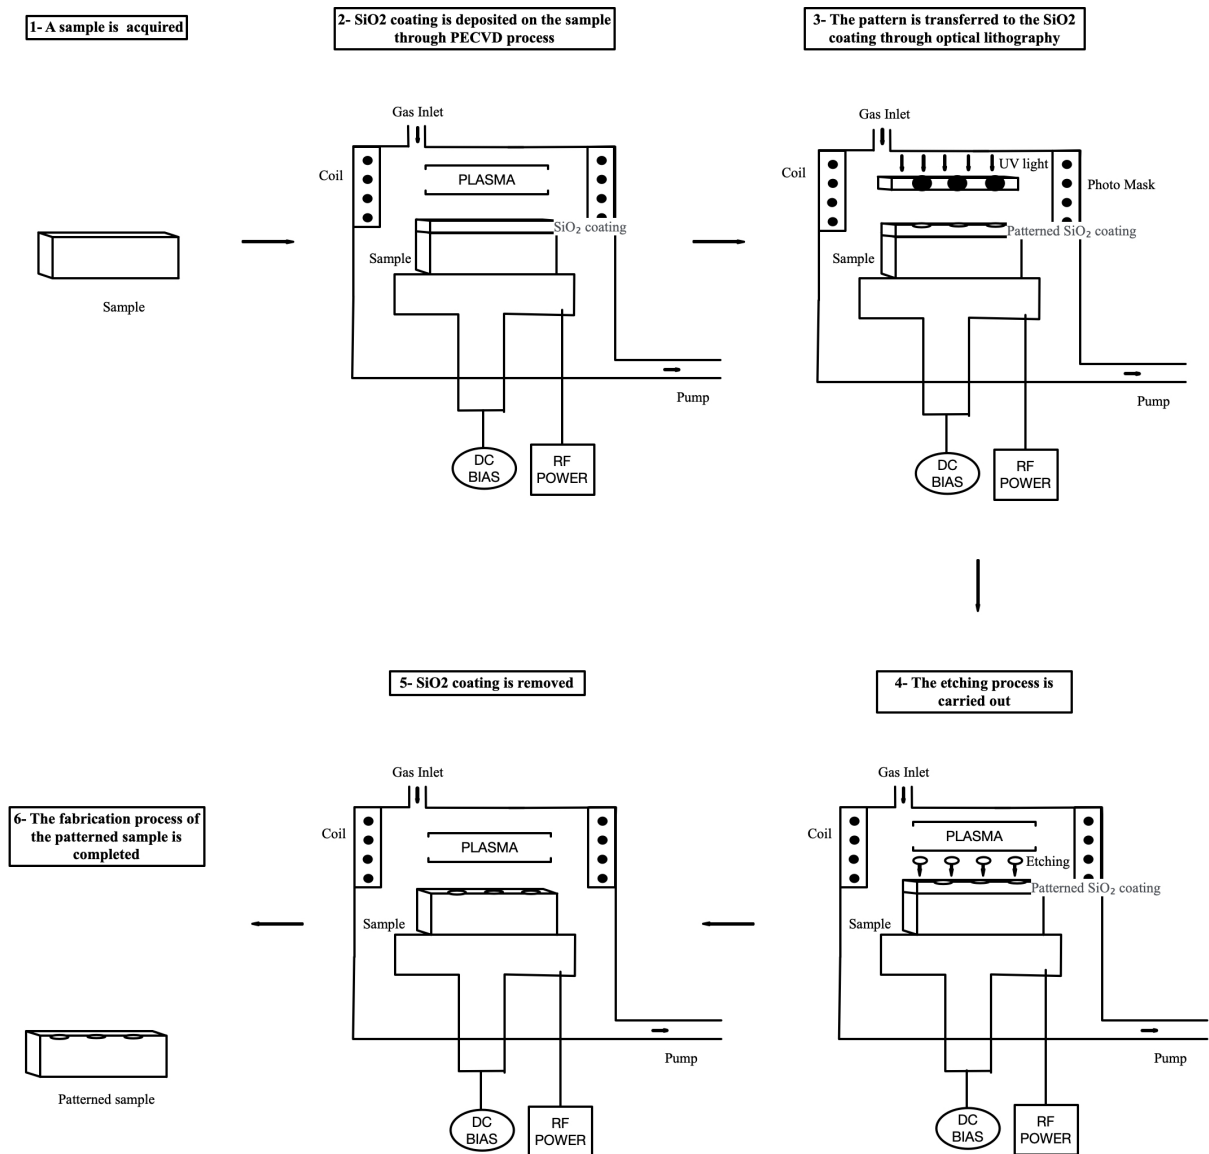 1- A sample is  acquired
Sample
2- SiO2 coating is deposited on the sample
through PECVD process
Gas Inlet
Coil
PLASMA
SiO₂ coating
Sample
Pump
DC
BIAS
RF
POWER
3- The pattern is transferred to the SiO2
coating through optical lithography
Gas Inlet
UV light
Coil
Photo Mask
Patterned SiO₂ coating
Sample
Pump
DC
BIAS
RF
POWER
4- The etching process is
carried out
Gas Inlet
Coil
PLASMA
Etching
Patterned SiO₂ coating
Sample
Pump
DC
BIAS
RF
POWER
5- SiO2 coating is removed
Gas Inlet
Coil
PLASMA
Sample
Pump
DC
BIAS
RF
POWER
6- The fabrication process of
the patterned sample is
completed
Patterned sample